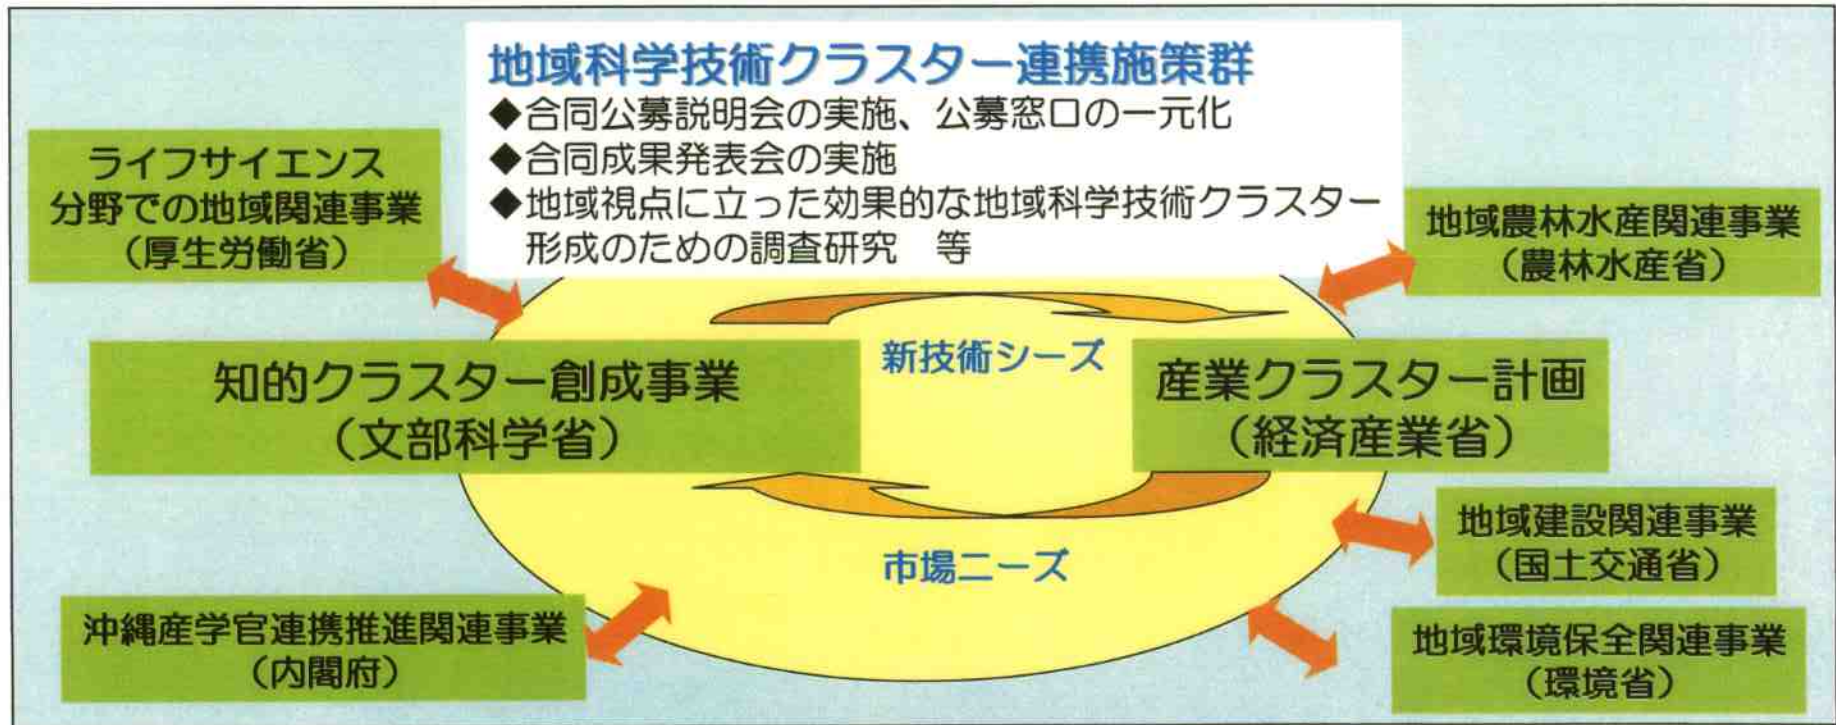 地域科学技術クラスター連携施策群
◆合同公募説明会の実施、公募窓口の一元化
◆合同成果発表会の実施
◆地域視点に立った効果的な地域科学技術クラスター
形成のための調査研究　等
ライフサイエンス
分野での地域関連事業
（厚生労働省）
地域農林水産関連事業
（農林水産省）
知的クラスター創成事業
（文部科学省）
新技術シーズ
産業クラスター計画
（経済産業省）
市場ニーズ
地域建設関連事業
（国土交通省）
沖縄産学官連携推進関連事業
（内閣府）
地域環境保全関連事業
（環境省）